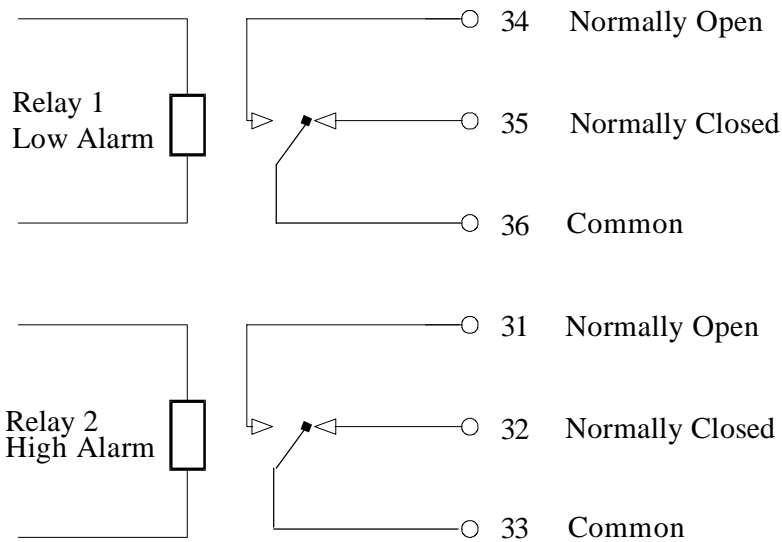 34 Normally Open
Relay 1
Low Alarm
35 Normally Closed
36 Common
31 Normally Open
Relay 2
High Alarm
32 Normally Closed
33 Common